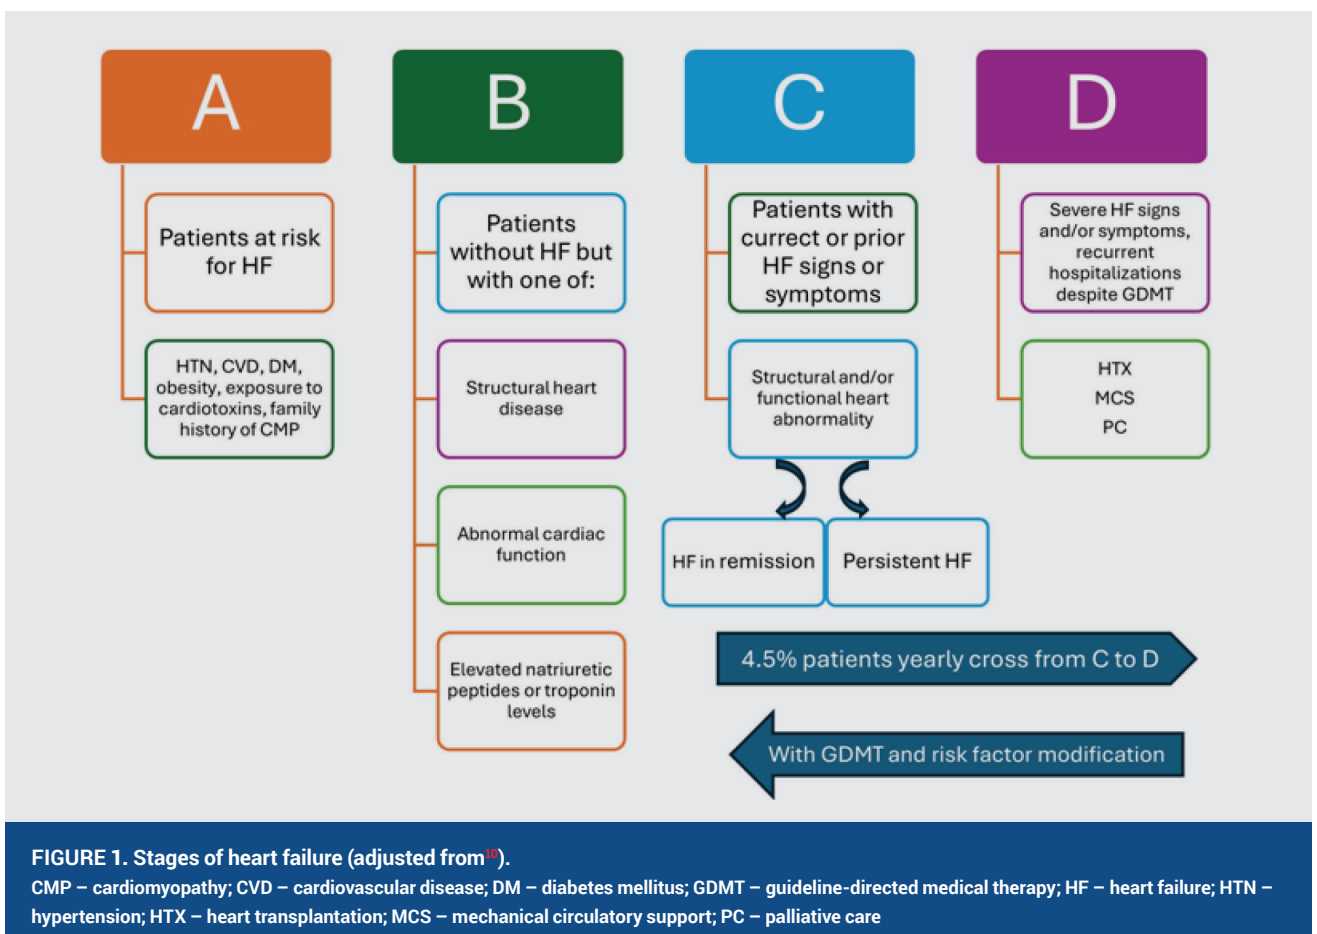 A
Patients at risk
for HF
HTN, CVD, DM,
obesity, exposure to
cardiotoxins, family
history of CMP
B
Patients
without HF but
with one of:
Structural heart
disease
Abnormal cardiac
function
Elevated natriuretic
peptides or troponin
levels
C
Patients with
currect or prior
HF signs or
symptoms
Structural and/or
functional heart
abnormality
HF in remission
Persistent HF
D
Severe HF signs
and/or symptoms,
recurrent
hospitalizations
despite GDMT
HTX
MCS
PC
4.5% patients yearly cross from C to D
With GDMT and risk factor modification
FIGURE 1. Stages of heart failure (adjusted from10).
CMP – cardiomyopathy; CVD – cardiovascular disease; DM – diabetes mellitus; GDMT – guideline-directed medical therapy; HF – heart failure; HTN –
hypertension; HTX – heart transplantation; MCS – mechanical circulatory support; PC – palliative care